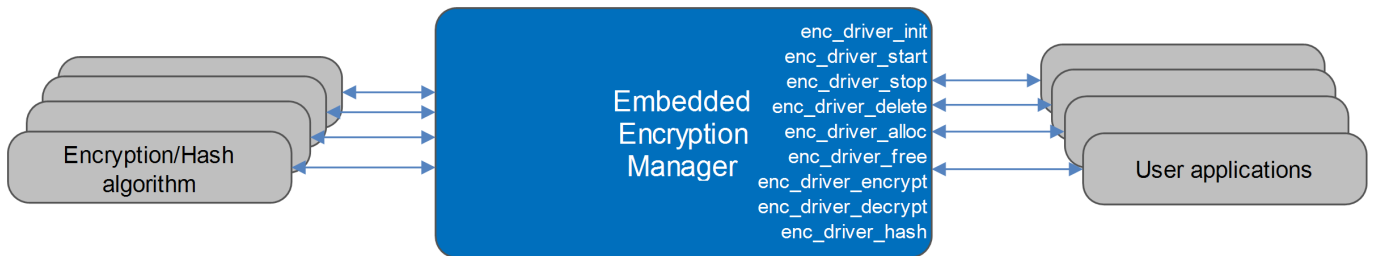 Encryption/Hash
algorithm
Embedded
Encryption
Manager
enc_driver_init
enc_driver_start
enc_driver_stop
enc_driver_delete
enc_driver_alloc
enc_driver_free
enc_driver_encrypt
enc_driver_decrypt
enc_driver_hash
User applications